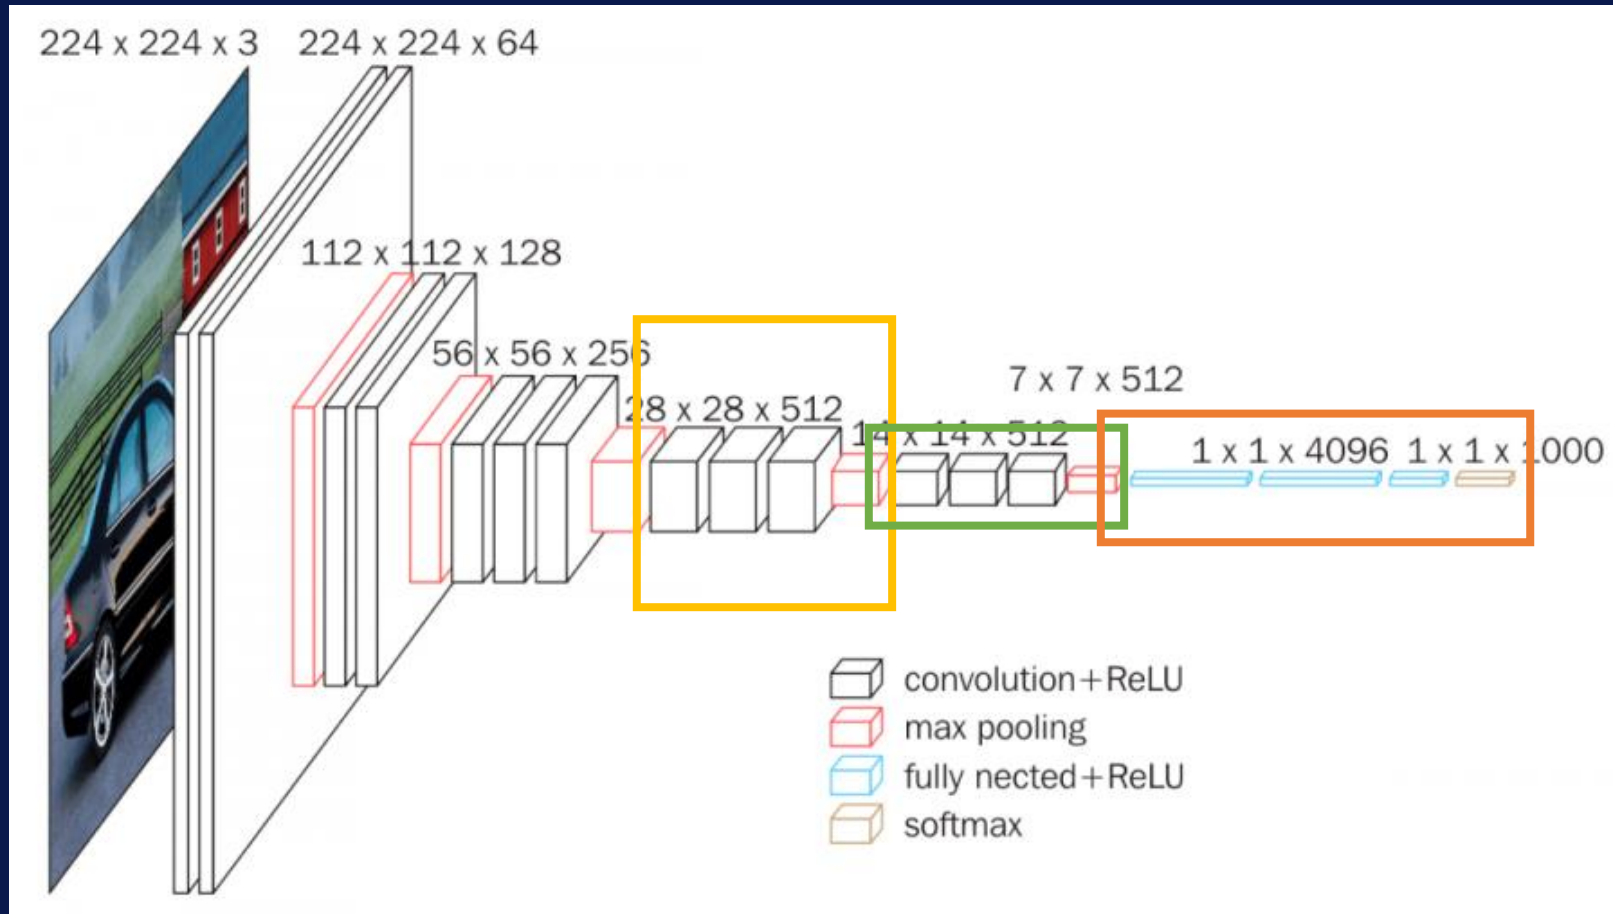 224 x 224 x 3
224 x 224 x 64
112 x 112 x 128
56 x 56 x 256
28 x 28 x 512
14 x 14 x 512
7 x 7 x 512
1 x 1 x 4096
1 x 1 x 1000
convolution+ReLU
max pooling
fully nected+ReLU
softmax